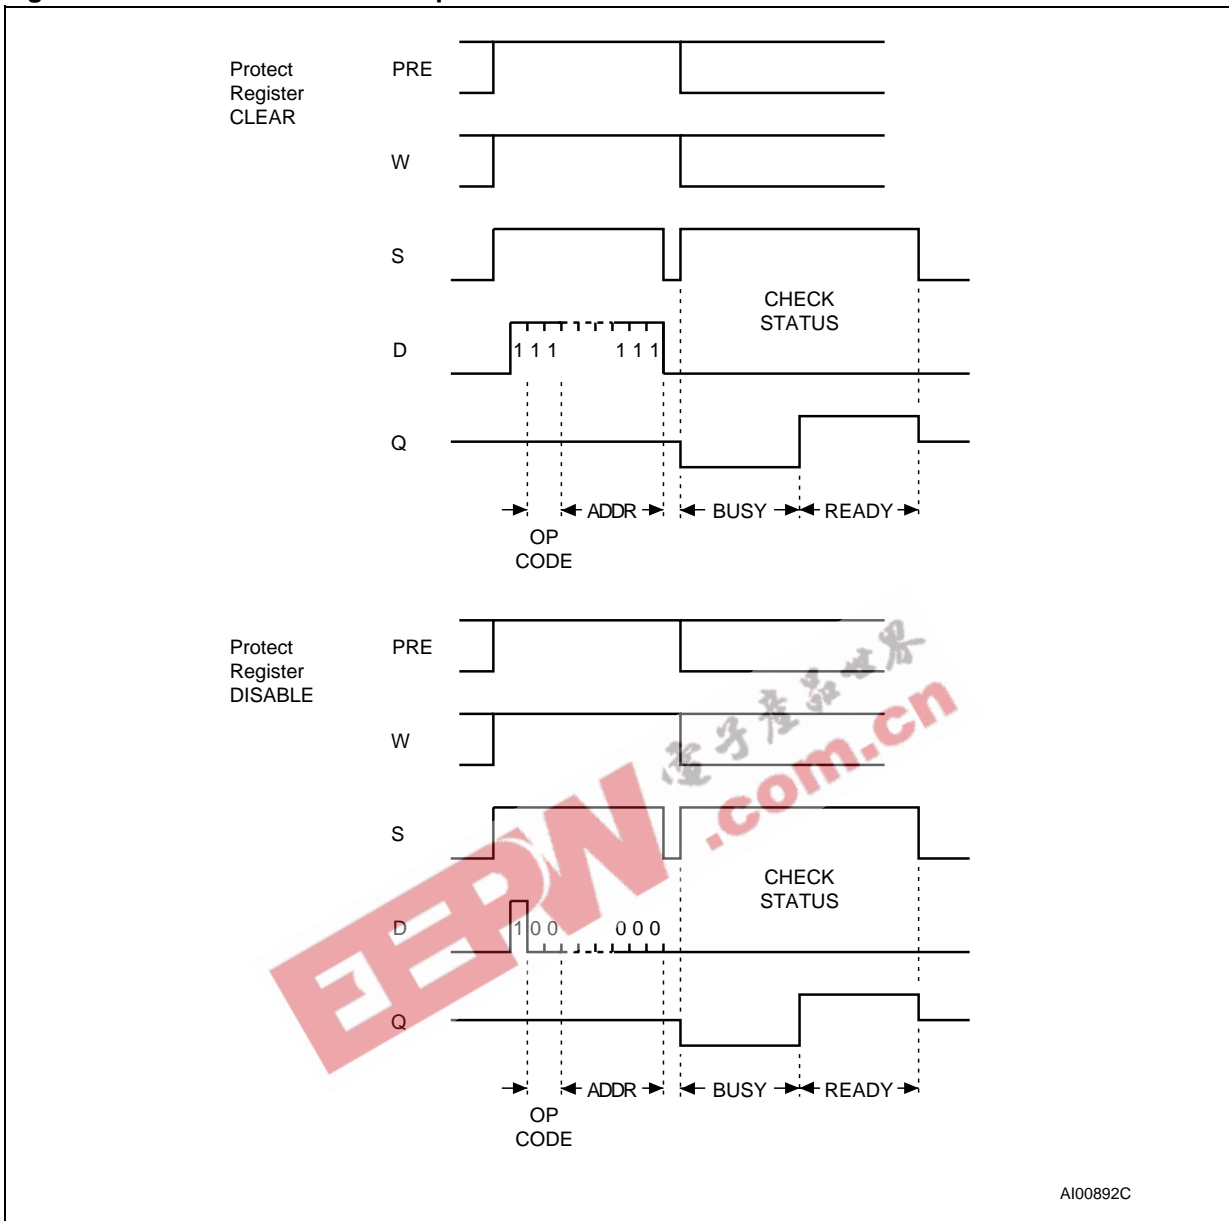 Protect
Register
CLEAR
PRE
W
S
CHECK
STATUS
D
1 1 1 1 1 1
Q
ADDR BUSY READY
OP
CODE
Protect
Register
DISABLE
PRE
W
S
CHECK
STATUS
D
1 0 0 0 0 0
Q
ADDR BUSY READY
OP
CODE
EEPW 電子產品世界
.com.cn
AI00892C